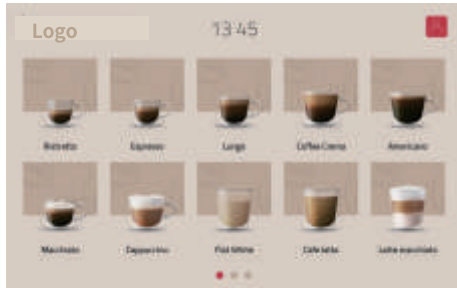 Logo
13:45
Ristretto Espresso Lungo Coffee Crema Americano
Macchiato Cappuccino Flat White Cafe latte Latte macchiato